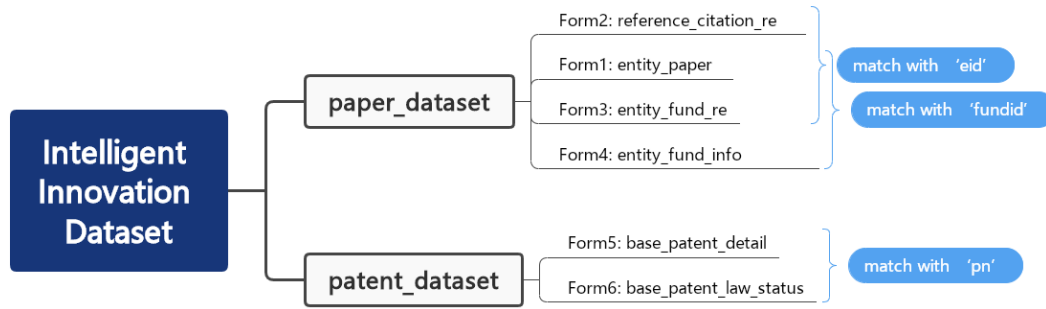 Intelligent
Innovation
Dataset
paper_dataset
Form2: reference_citation_re
Form1: entity_paper
Form3: entity_fund_re
Form4: entity_fund_info
match with ‘eid’
match with ‘fundid’
patent_dataset
Form5: base_patent_detail
Form6: base_patent_law_status
match with ‘pn’